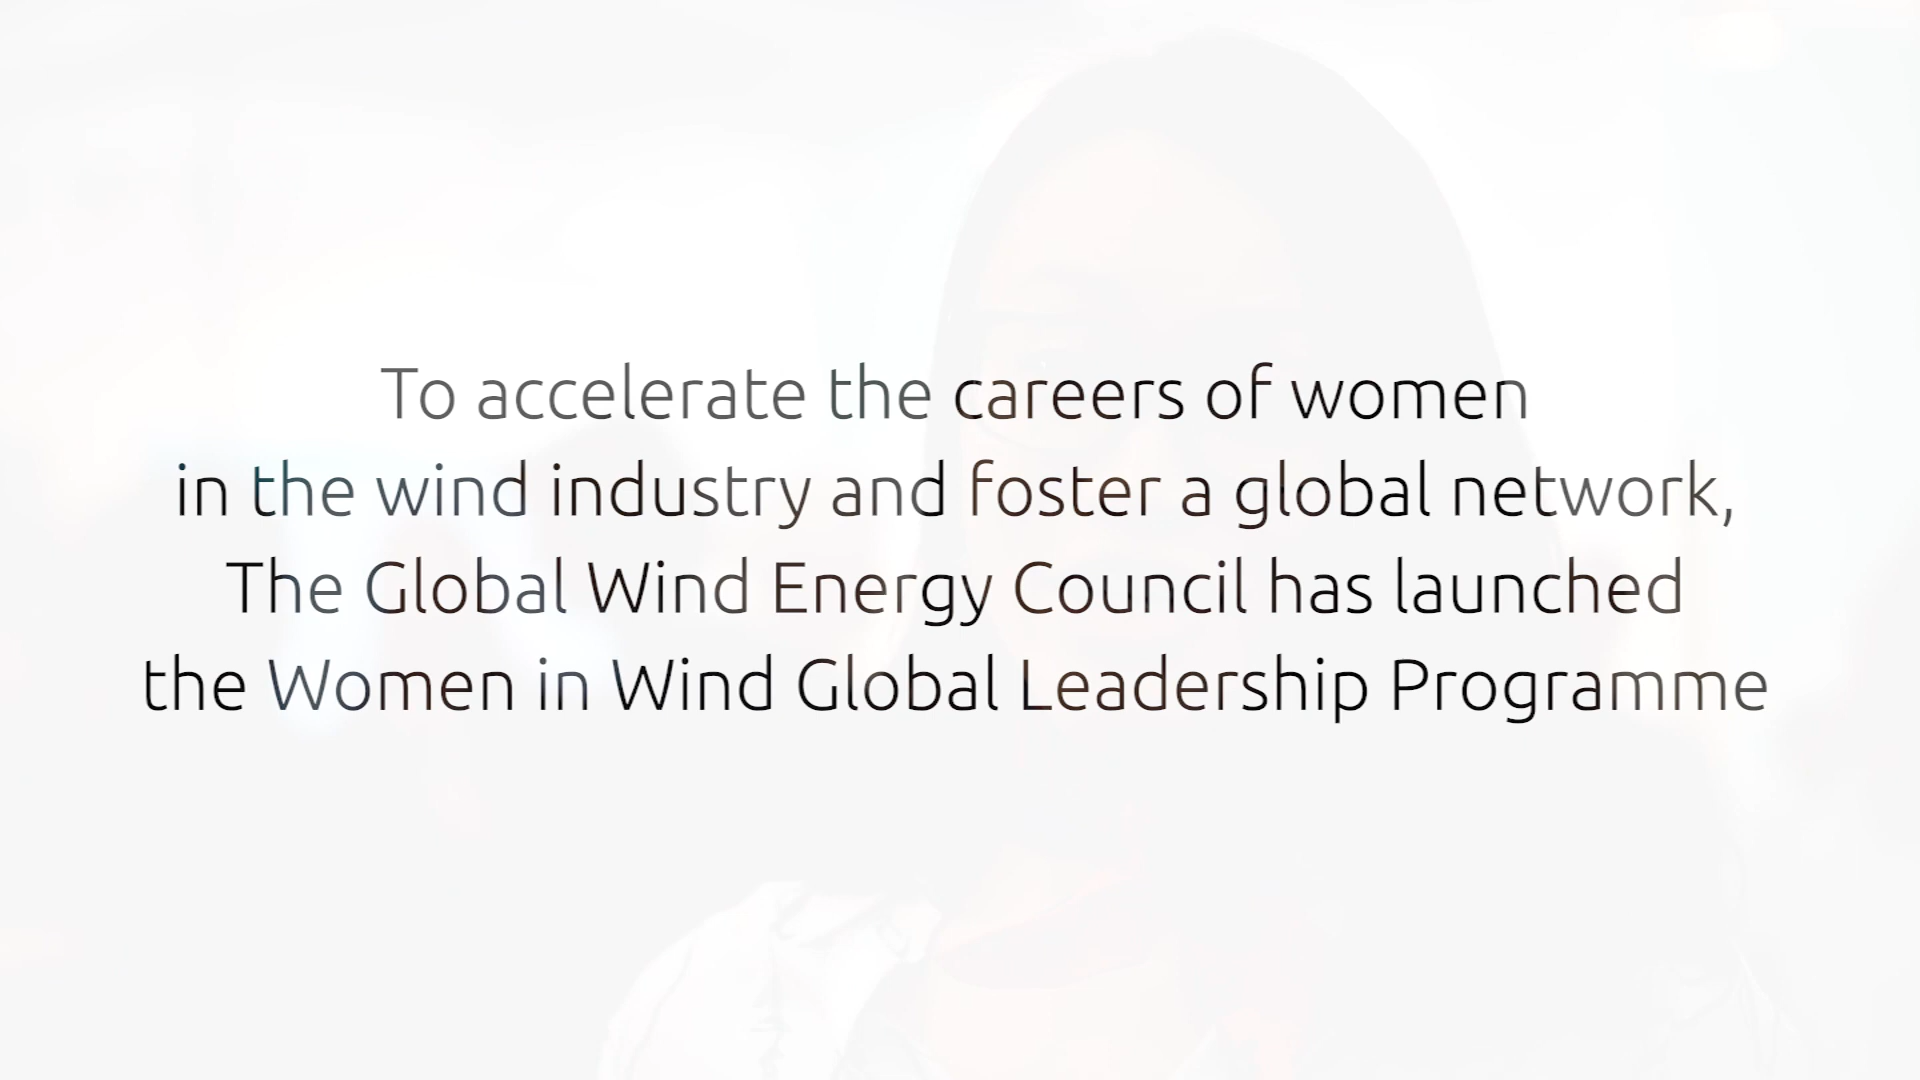 To accelerate the careers of women
in the wind industry and foster a global network,
The Global Wind Energy Council has launched
the Women in Wind Global Leadership Programme